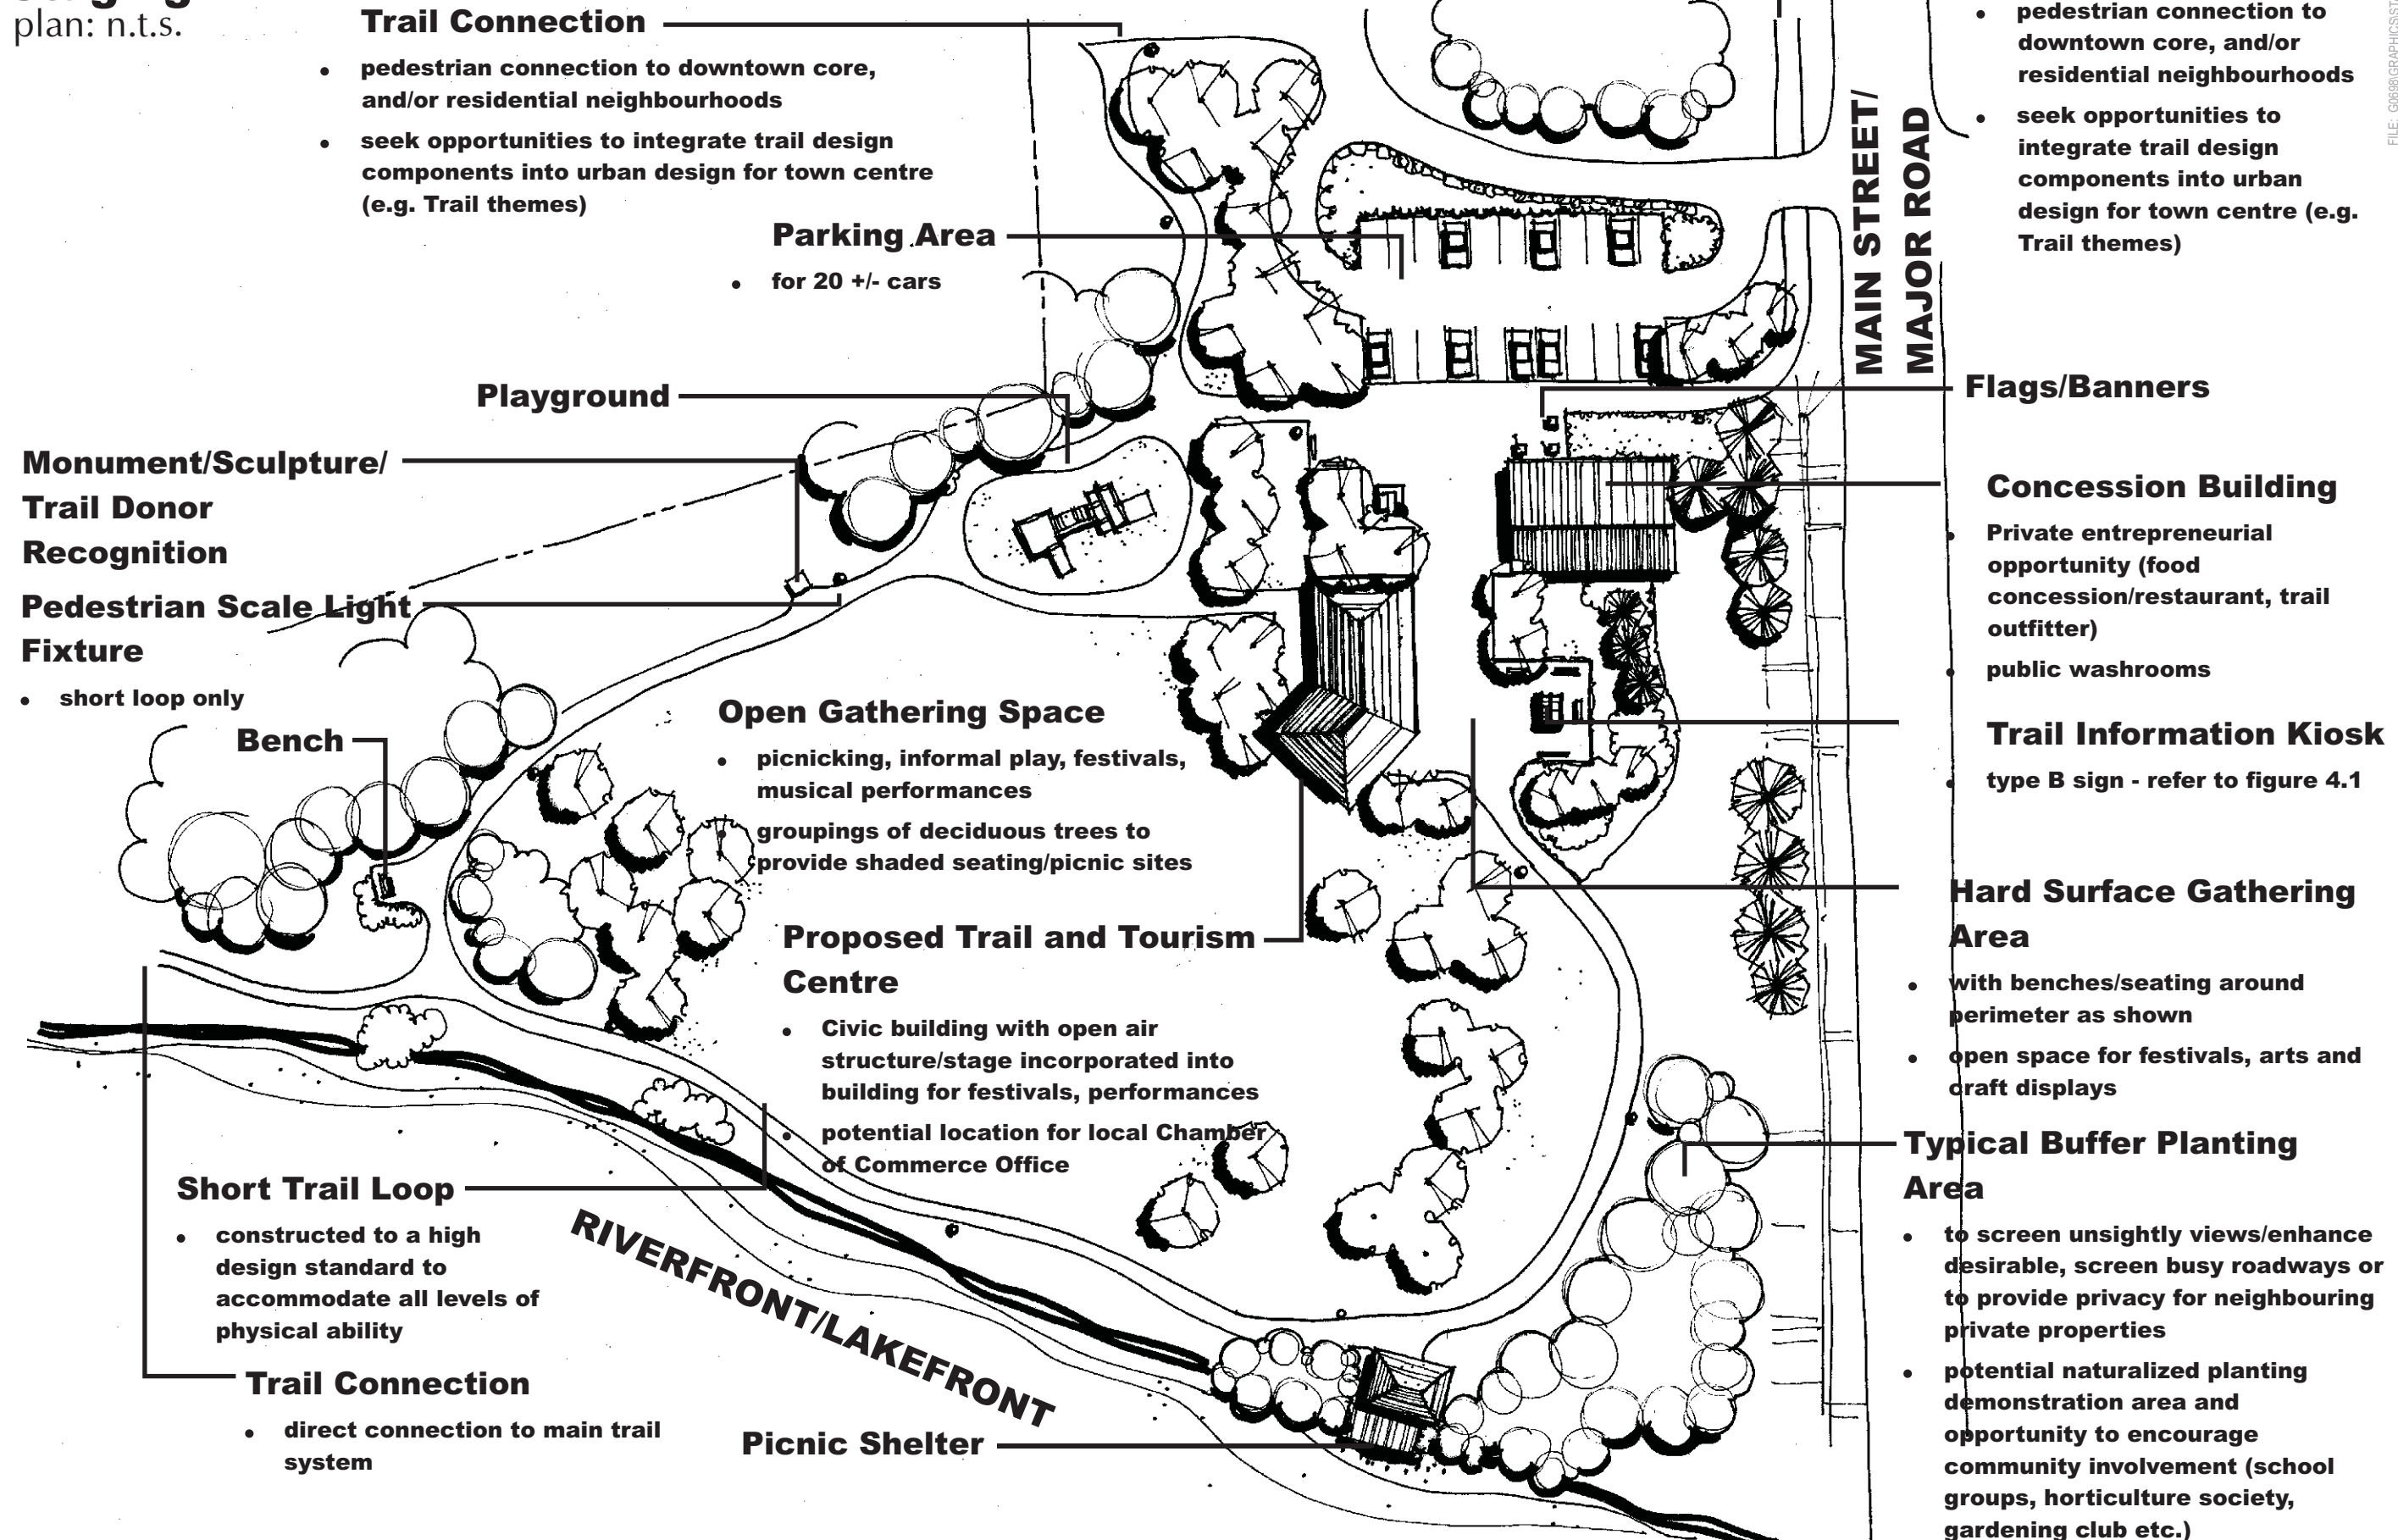 plan: n.t.s.
Trail Connection
• pedestrian connection to downtown core,
and/or residential neighbourhoods
• seek opportunities to integrate trail design
components into urban design for town centre
(e.g. Trail themes)
• pedestrian connection to
downtown core, and/or
residential neighbourhoods
• seek opportunities to
integrate trail design
components into urban
design for town centre (e.g.
Trail themes)
Parking Area
• for 20 +/- cars
MAIN STREET/
MAJOR ROAD
Playground
Flags/Banners
Monument/Sculpture/
Trail Donor
Recognition
Concession Building
• Private entrepreneurial
opportunity (food
concession/restaurant, trail
outfitter)
• public washrooms
Pedestrian Scale Light
Fixture
• short loop only
Bench
Open Gathering Space
• picnicking, informal play, festivals,
musical performances
• groupings of deciduous trees to
provide shaded seating/picnic sites
Trail Information Kiosk
• type B sign - refer to figure 4.1
Proposed Trail and Tourism
Centre
• Civic building with open air
structure/stage incorporated into
building for festivals, performances
• potential location for local Chamber
of Commerce Office
Hard Surface Gathering
Area
• with benches/seating around
perimeter as shown
• open space for festivals, arts and
craft displays
Typical Buffer Planting
Area
• to screen unsightly views/enhance
desirable, screen busy roadways or
to provide privacy for neighbouring
private properties
• potential naturalized planting
demonstration area and
opportunity to encourage
community involvement (school
groups, horticulture society,
gardening club etc.)
Short Trail Loop
• constructed to a high
design standard to
accommodate all levels of
physical ability
RIVERFRONT/LAKEFRONT
Trail Connection
• direct connection to main trail
system
Picnic Shelter